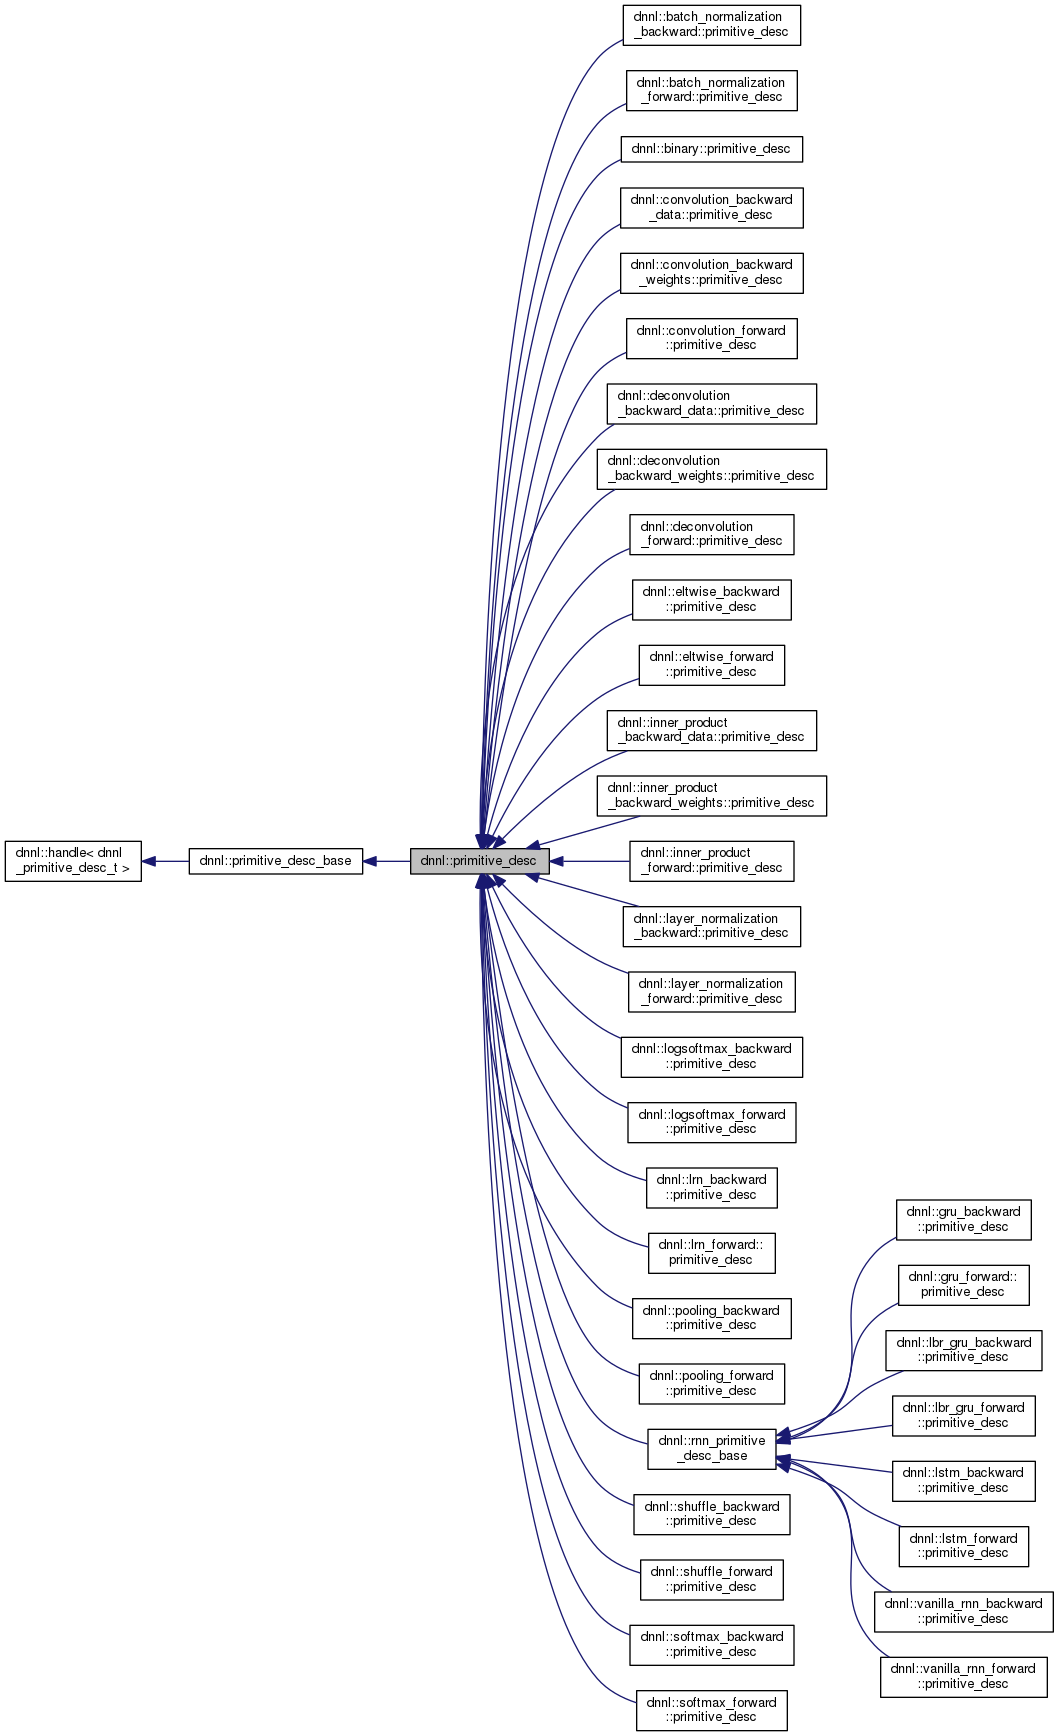 dnnl::batch_normalization
_backward::primitive_desc
dnnl::batch_normalization
_forward::primitive_desc
dnnl::binary::primitive_desc
dnnl::convolution_backward
_data::primitive_desc
dnnl::convolution_backward
_weights::primitive_desc
dnnl::convolution_forward
::primitive_desc
dnnl::deconvolution
_backward_data::primitive_desc
dnnl::deconvolution
_backward_weights::primitive_desc
dnnl::deconvolution
_forward::primitive_desc
dnnl::eltwise_backward
::primitive_desc
dnnl::eltwise_forward
::primitive_desc
dnnl::inner_product
_backward_data::primitive_desc
dnnl::inner_product
_backward_weights::primitive_desc
dnnl::handle< dnnl
_primitive_desc_t >
dnnl::primitive_desc_base
dnnl::primitive_desc
dnnl::inner_product
_forward::primitive_desc
dnnl::layer_normalization
_backward::primitive_desc
dnnl::layer_normalization
_forward::primitive_desc
dnnl::logsoftmax_backward
::primitive_desc
dnnl::logsoftmax_forward
::primitive_desc
dnnl::lrn_backward
::primitive_desc
dnnl::lrn_forward::
primitive_desc
dnnl::pooling_backward
::primitive_desc
dnnl::pooling_forward
::primitive_desc
dnnl::rnn_primitive
_desc_base
dnnl::shuffle_backward
::primitive_desc
dnnl::shuffle_forward
::primitive_desc
dnnl::softmax_backward
::primitive_desc
dnnl::softmax_forward
::primitive_desc
dnnl::gru_backward
::primitive_desc
dnnl::gru_forward::
primitive_desc
dnnl::lbr_gru_backward
::primitive_desc
dnnl::lbr_gru_forward
::primitive_desc
dnnl::lstm_backward
::primitive_desc
dnnl::lstm_forward
::primitive_desc
dnnl::vanilla_rnn_backward
::primitive_desc
dnnl::vanilla_rnn_forward
::primitive_desc